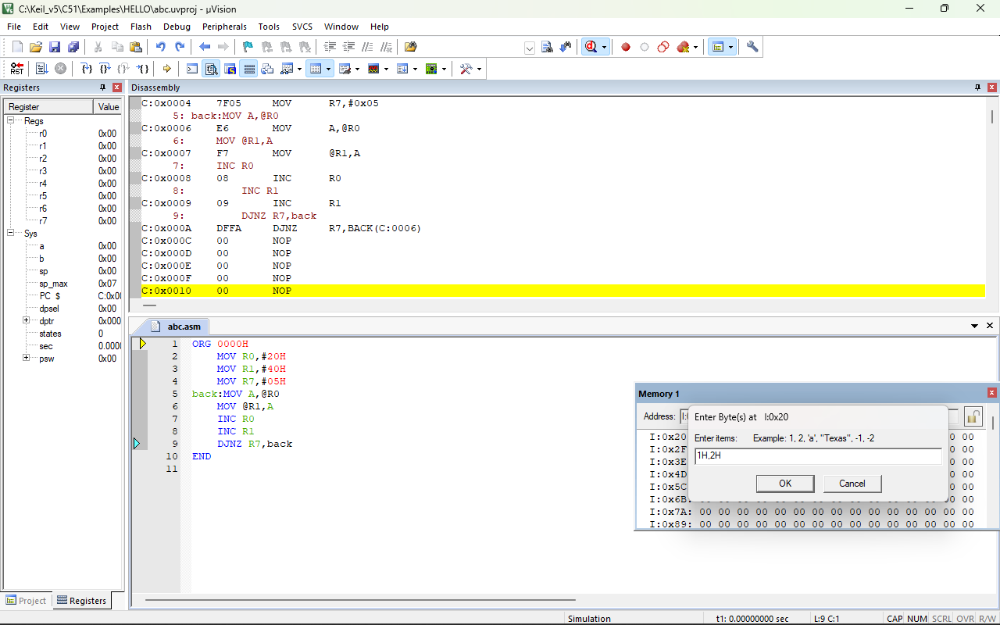 C:\Keil_v5\C51\Examples\HELLO\abc.uvproj - µVision
File Edit View Project Flash Debug Peripherals Tools SVCS Window Help
RST
Registers
Register Value
Regs
r0 0x00
r1 0x00
r2 0x00
r3 0x00
r4 0x00
r5 0x00
r6 0x00
r7 0x00
Sys
a 0x00
b 0x00
sp 0x00
sp_max 0x07
PC $ C:0x00
dpsel 0x00
dptr 0x000
states 0
sec 0.0000
psw 0x00
Project Registers
Disassembly
C:0x0004 7F05 MOV R7,#0x05
5: back:MOV A,@R0
C:0x0006 E6 MOV A,@R0
6: MOV @R1,A
C:0x0007 F7 MOV @R1,A
7: INC R0
C:0x0008 08 INC R0
8: INC R1
C:0x0009 09 INC R1
9: DJNZ R7,back
C:0x000A DFFA DJNZ R7,BACK(C:0006)
C:0x000C 00 NOP
C:0x000D 00 NOP
C:0x000E 00 NOP
C:0x000F 00 NOP
C:0x0010 00 NOP
abc.asm
1 ORG 0000H
2 MOV R0,#20H
3 MOV R1,#40H
4 MOV R7,#05H
5 back:MOV A,@R0
6 MOV @R1,A
7 INC R0
8 INC R1
9 DJNZ R7,back
10 END
11
Memory 1
Address:
I:0x20 00
I:0x2F 00
I:0x3E 00
I:0x4D 00
I:0x5C 00
I:0x6B: 00 00 00 00 00 00 00 00 00 00 00 00 00 00 00
I:0x7A: 00 00 00 00 00 00 00 00 00 00 00 00 00 00 00
I:0x89: 00 00 00 00 00 00 00 00 00 00 00 00 00 00 00
Enter Byte(s) at I:0x20
Enter items: Example: 1, 2, 'a', "Texas", -1, -2
1H,2H
OK Cancel
Simulation t1: 0.00000000 sec L:9 C:1 CAP NUM SCRL OVR R/W